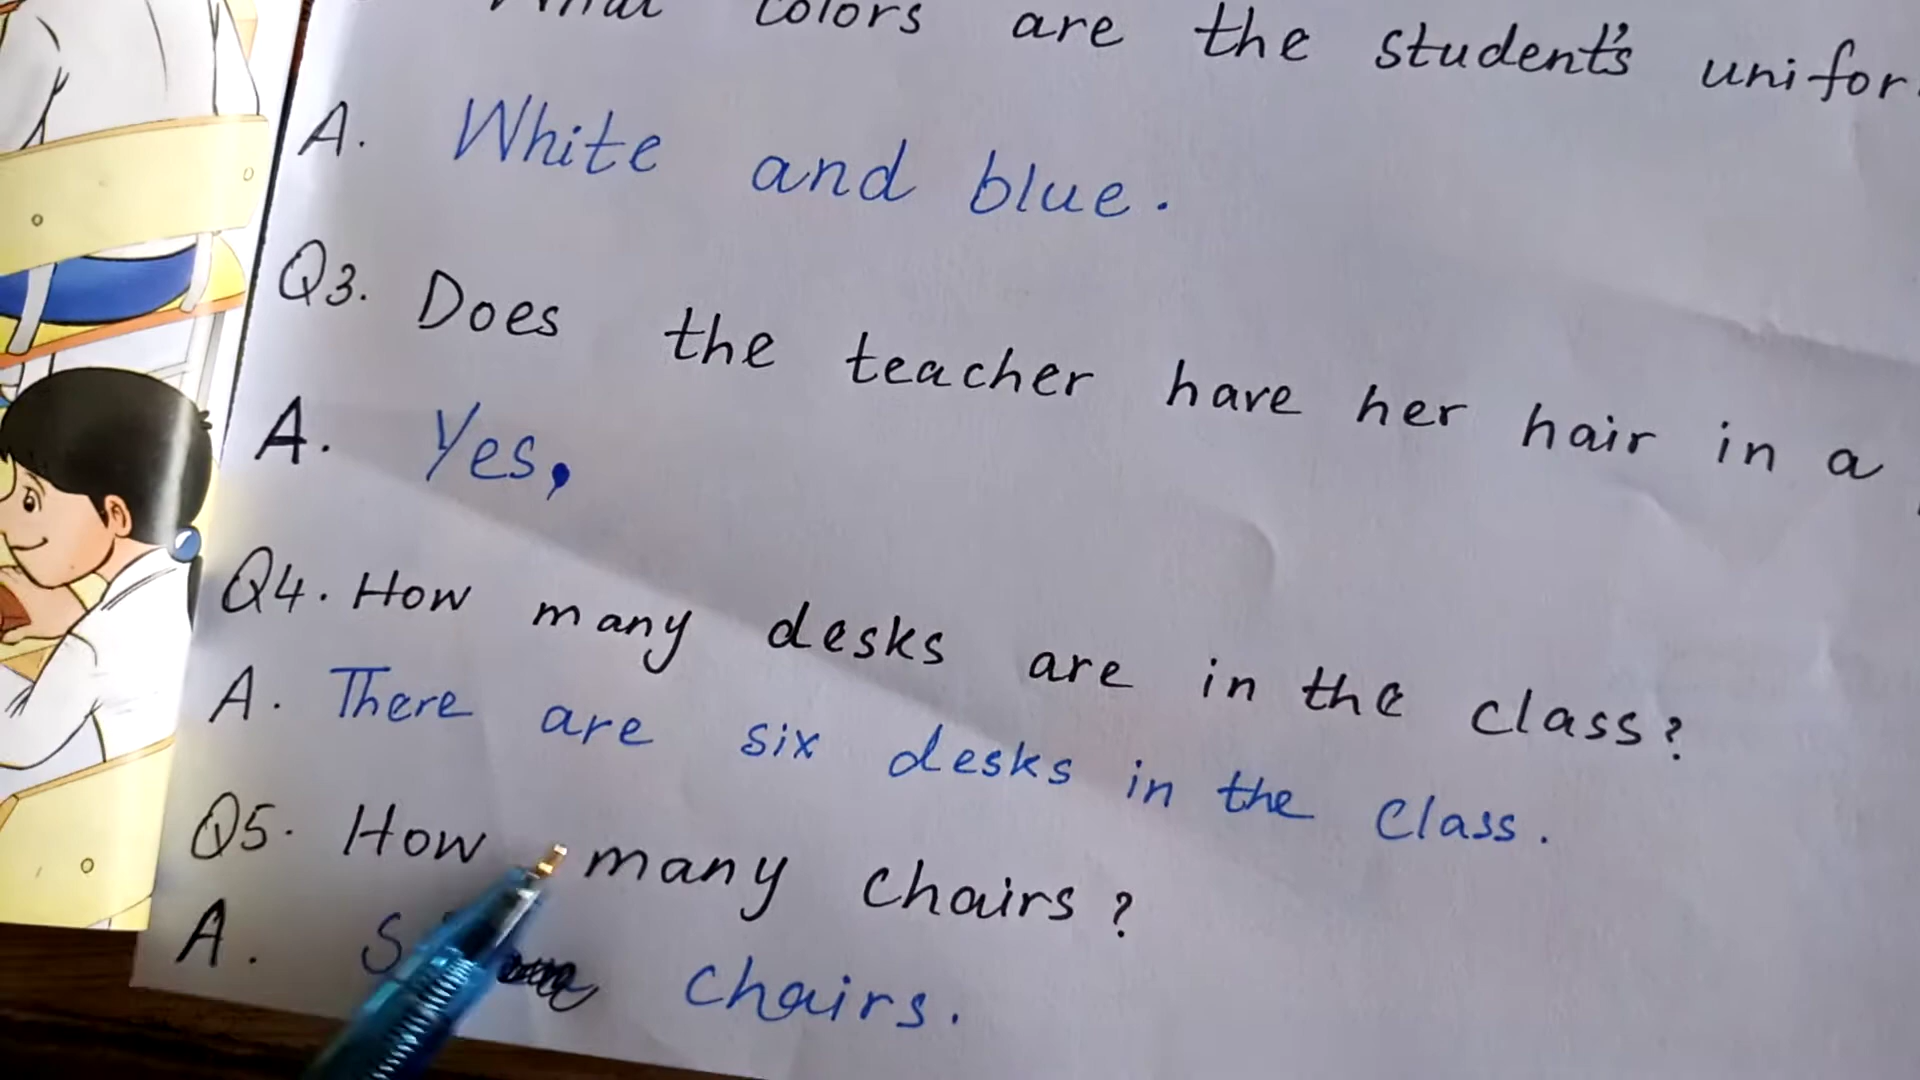 What colors are the student's unifor
A. White and blue.
Q3. Does the teacher have her hair in a
A. Yes,
Q4. How many desks are in the class?
A. There are six desks in the class.
Q5. How many chairs?
A. chairs.